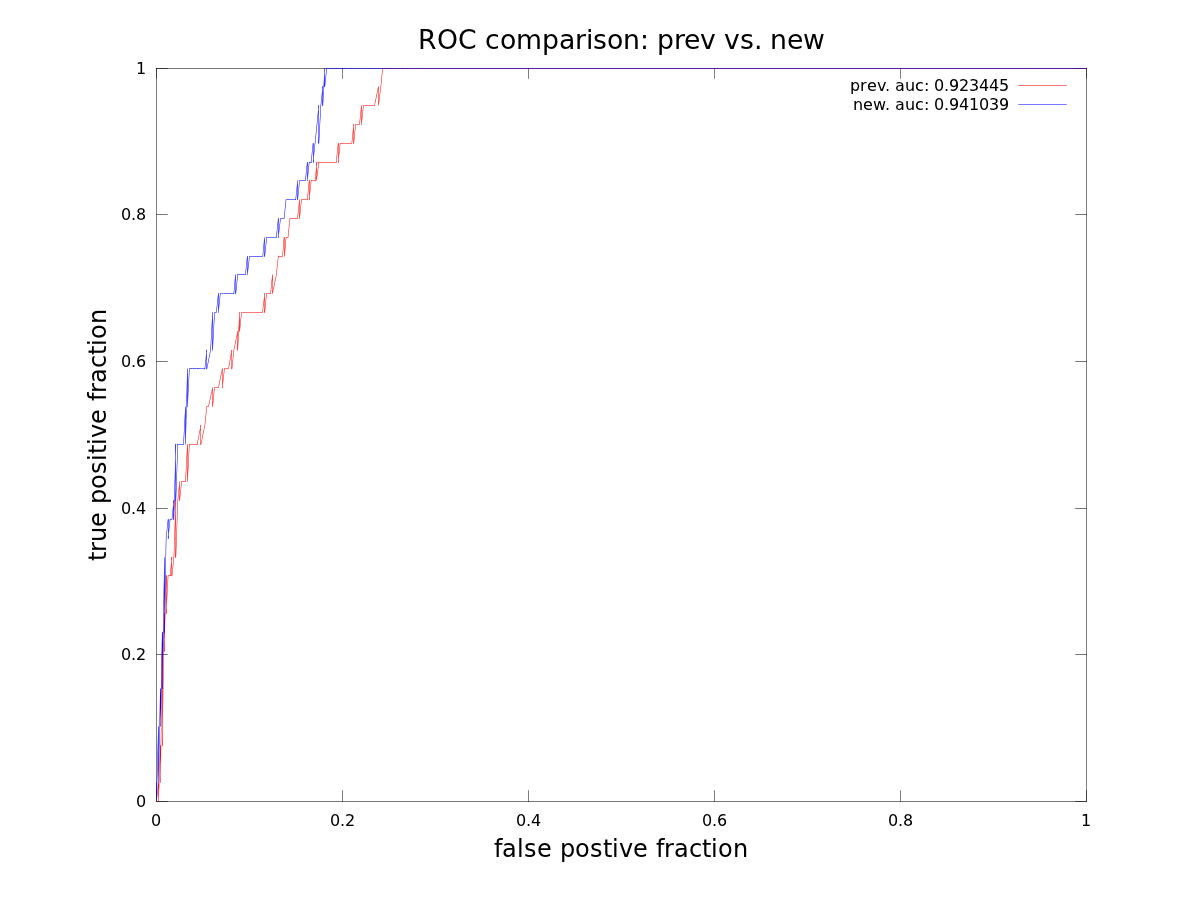 ROC comparison: prev vs. new
prev. auc: 0.923445
new. auc: 0.941039
1
0.8
0.6
0.4
0.2
0
true positive fraction
0 0.2 0.4 0.6 0.8 1
false postive fraction